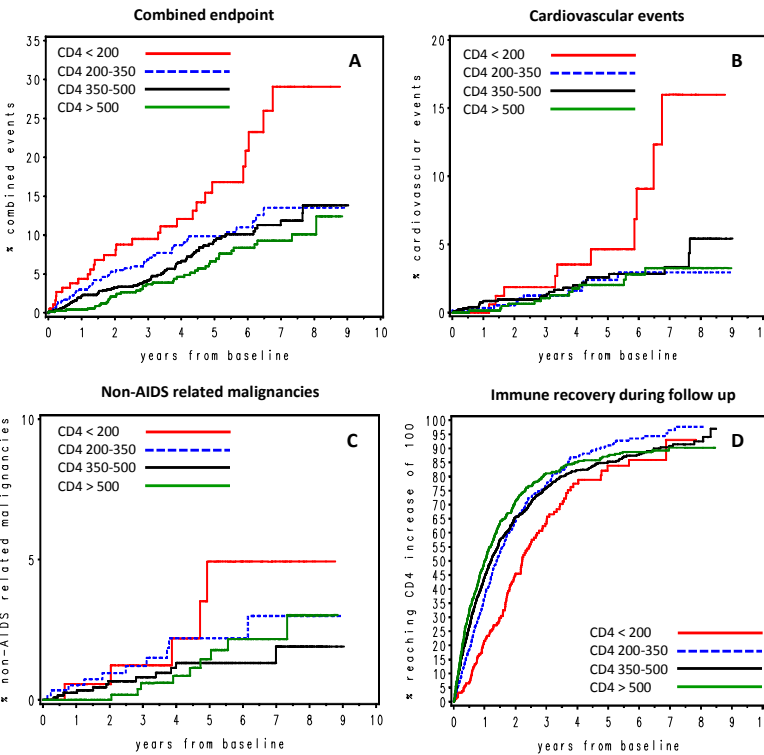 Combined endpoint
% combined events
35
30
25
20
15
10
5
0
CD4 < 200
CD4 200-350
CD4 350-500
CD4 > 500
A
0 1 2 3 4 5 6 7 8 9 10
years from baseline
Cardiovascular events
% cardiovascular events
20
15
10
5
0
CD4 < 200
CD4 200-350
CD4 350-500
CD4 > 500
B
0 1 2 3 4 5 6 7 8 9 1
years from baseline
Non-AIDS related malignancies
% non-AIDS related malignancies
10
5
0
CD4 < 200
CD4 200-350
CD4 350-500
CD4 > 500
C
0 1 2 3 4 5 6 7 8 9 10
years from baseline
Immune recovery during follow up
% reaching CD4 increase of 100
100
95
90
85
80
75
70
65
60
55
50
45
40
35
30
25
20
15
10
5
0
D
CD4 < 200
CD4 200-350
CD4 350-500
CD4 > 500
0 1 2 3 4 5 6 7 8 9 1
years from baseline